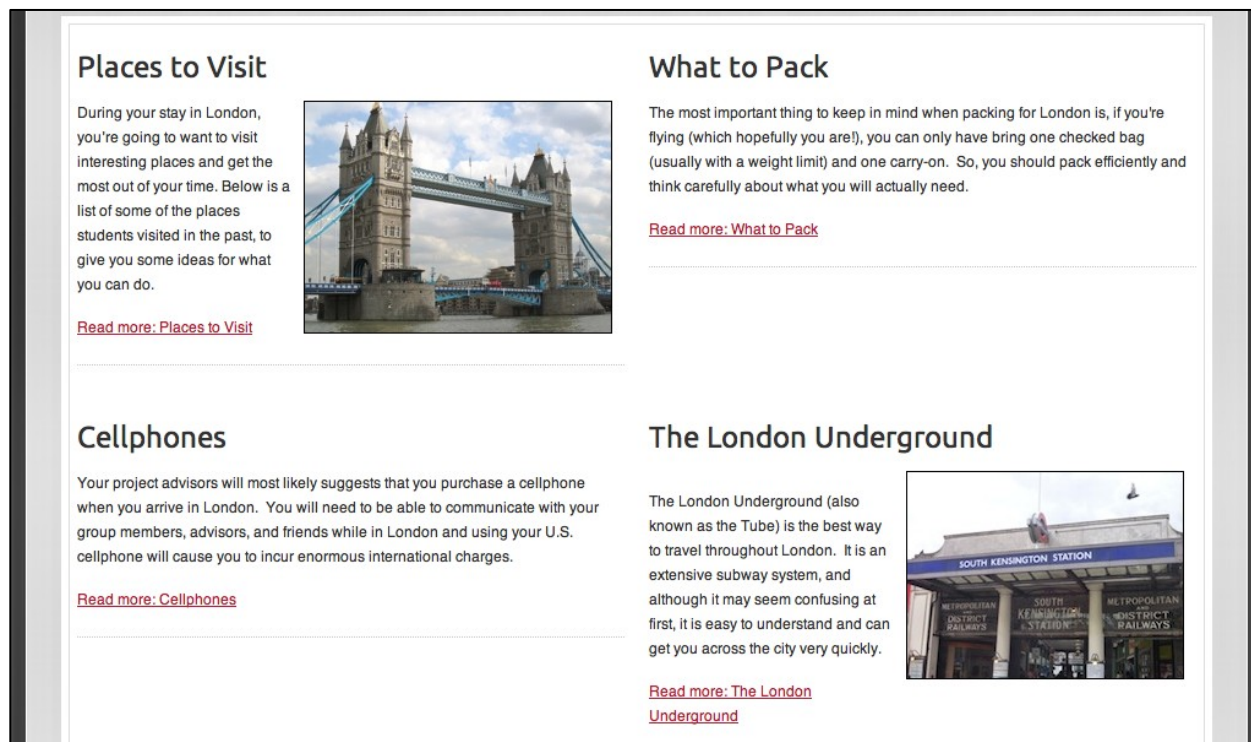 Places to Visit
During your stay in London,
you're going to want to visit
interesting places and get the
most out of your time. Below is a
list of some of the places
students visited in the past, to
give you some ideas for what
you can do.
Read more: Places to Visit
What to Pack
The most important thing to keep in mind when packing for London is, if you're
flying (which hopefully you are!), you can only have bring one checked bag
(usually with a weight limit) and one carry-on.  So, you should pack efficiently and
think carefully about what you will actually need.
Read more: What to Pack
Cellphones
Your project advisors will most likely suggests that you purchase a cellphone
when you arrive in London.  You will need to be able to communicate with your
group members, advisors, and friends while in London and using your U.S.
cellphone will cause you to incur enormous international charges.
Read more: Cellphones
The London Underground
The London Underground (also
known as the Tube) is the best way
to travel throughout London.  It is an
extensive subway system, and
although it may seem confusing at
first, it is easy to understand and can
get you across the city very quickly.
Read more: The London
Underground
SOUTH KENSINGTON STATION
METROPOLITAN
AND
DISTRICT
RAILWAYS
SOUTH
KENSINGTON
STATION
METROPOLITAN
AND
DISTRICT
RAILWAYS